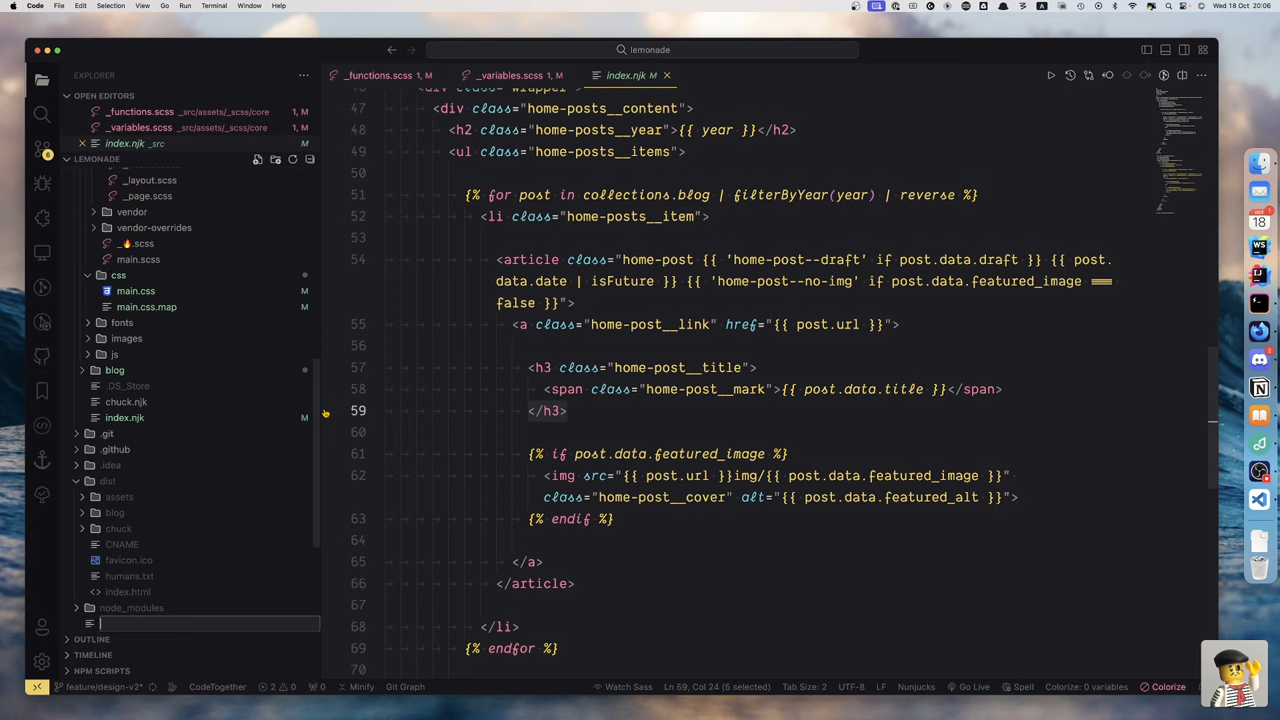 Code File Edit Selection View Go Run Terminal Window Help
Wed 18 Oct 20:06
lemonade
EXPLORER
OPEN EDITORS
_functions.scss _src/assets/_scss/core 1, M
_variables.scss _src/assets/_scss/core 1, M
index.njk _src M
LEMONADE
_layout.scss
_page.scss
vendor
vendor-overrides
_🔥.scss
main.scss
css
main.css
main.css.map
fonts
images
js
blog
.DS_Store
chuck.njk
index.njk M
.git
.github
.idea
dist
assets
blog
chuck
CNAME
favicon.ico
humans.txt
index.html
node_modules
OUTLINE
TIMELINE
NPM SCRIPTS
_functions.scss 1, M _variables.scss 1, M index.njk M
47 <div class="home-posts__content">
48 <h2 class="home-posts__year">{{ year }}</h2>
49 <ul class="home-posts__items">
50
51 {% for post in collections.blog | filterByYear(year) | reverse %}
52 <li class="home-posts__item">
53
54 <article class="home-post {{ 'home-post--draft' if post.data.draft }} {{ post.
data.date | isFuture }} {{ 'home-post--no-img' if post.data.featured_image ===
false }}">
55 <a class="home-post__link" href="{{ post.url }}">
56
57 <h3 class="home-post__title">
58 <span class="home-post__mark">{{ post.data.title }}</span>
59 </h3>
60
61 {% if post.data.featured_image %}
62 <img src="{{ post.url }}img/{{ post.data.featured_image }}"
class="home-post__cover" alt="{{ post.data.featured_alt }}">
63 {% endif %}
64
65 </a>
66 </article>
67
68 </li>
69 {% endfor %}
70
feature/design-v2* CodeTogether 2 0 0 Minify Git Graph
Watch Sass Ln 59, Col 24 (5 selected) Tab Size: 2 UTF-8 LF Nunjucks Go Live Spell Colorize: 0 variables Colorize
6
OCT
18
WS